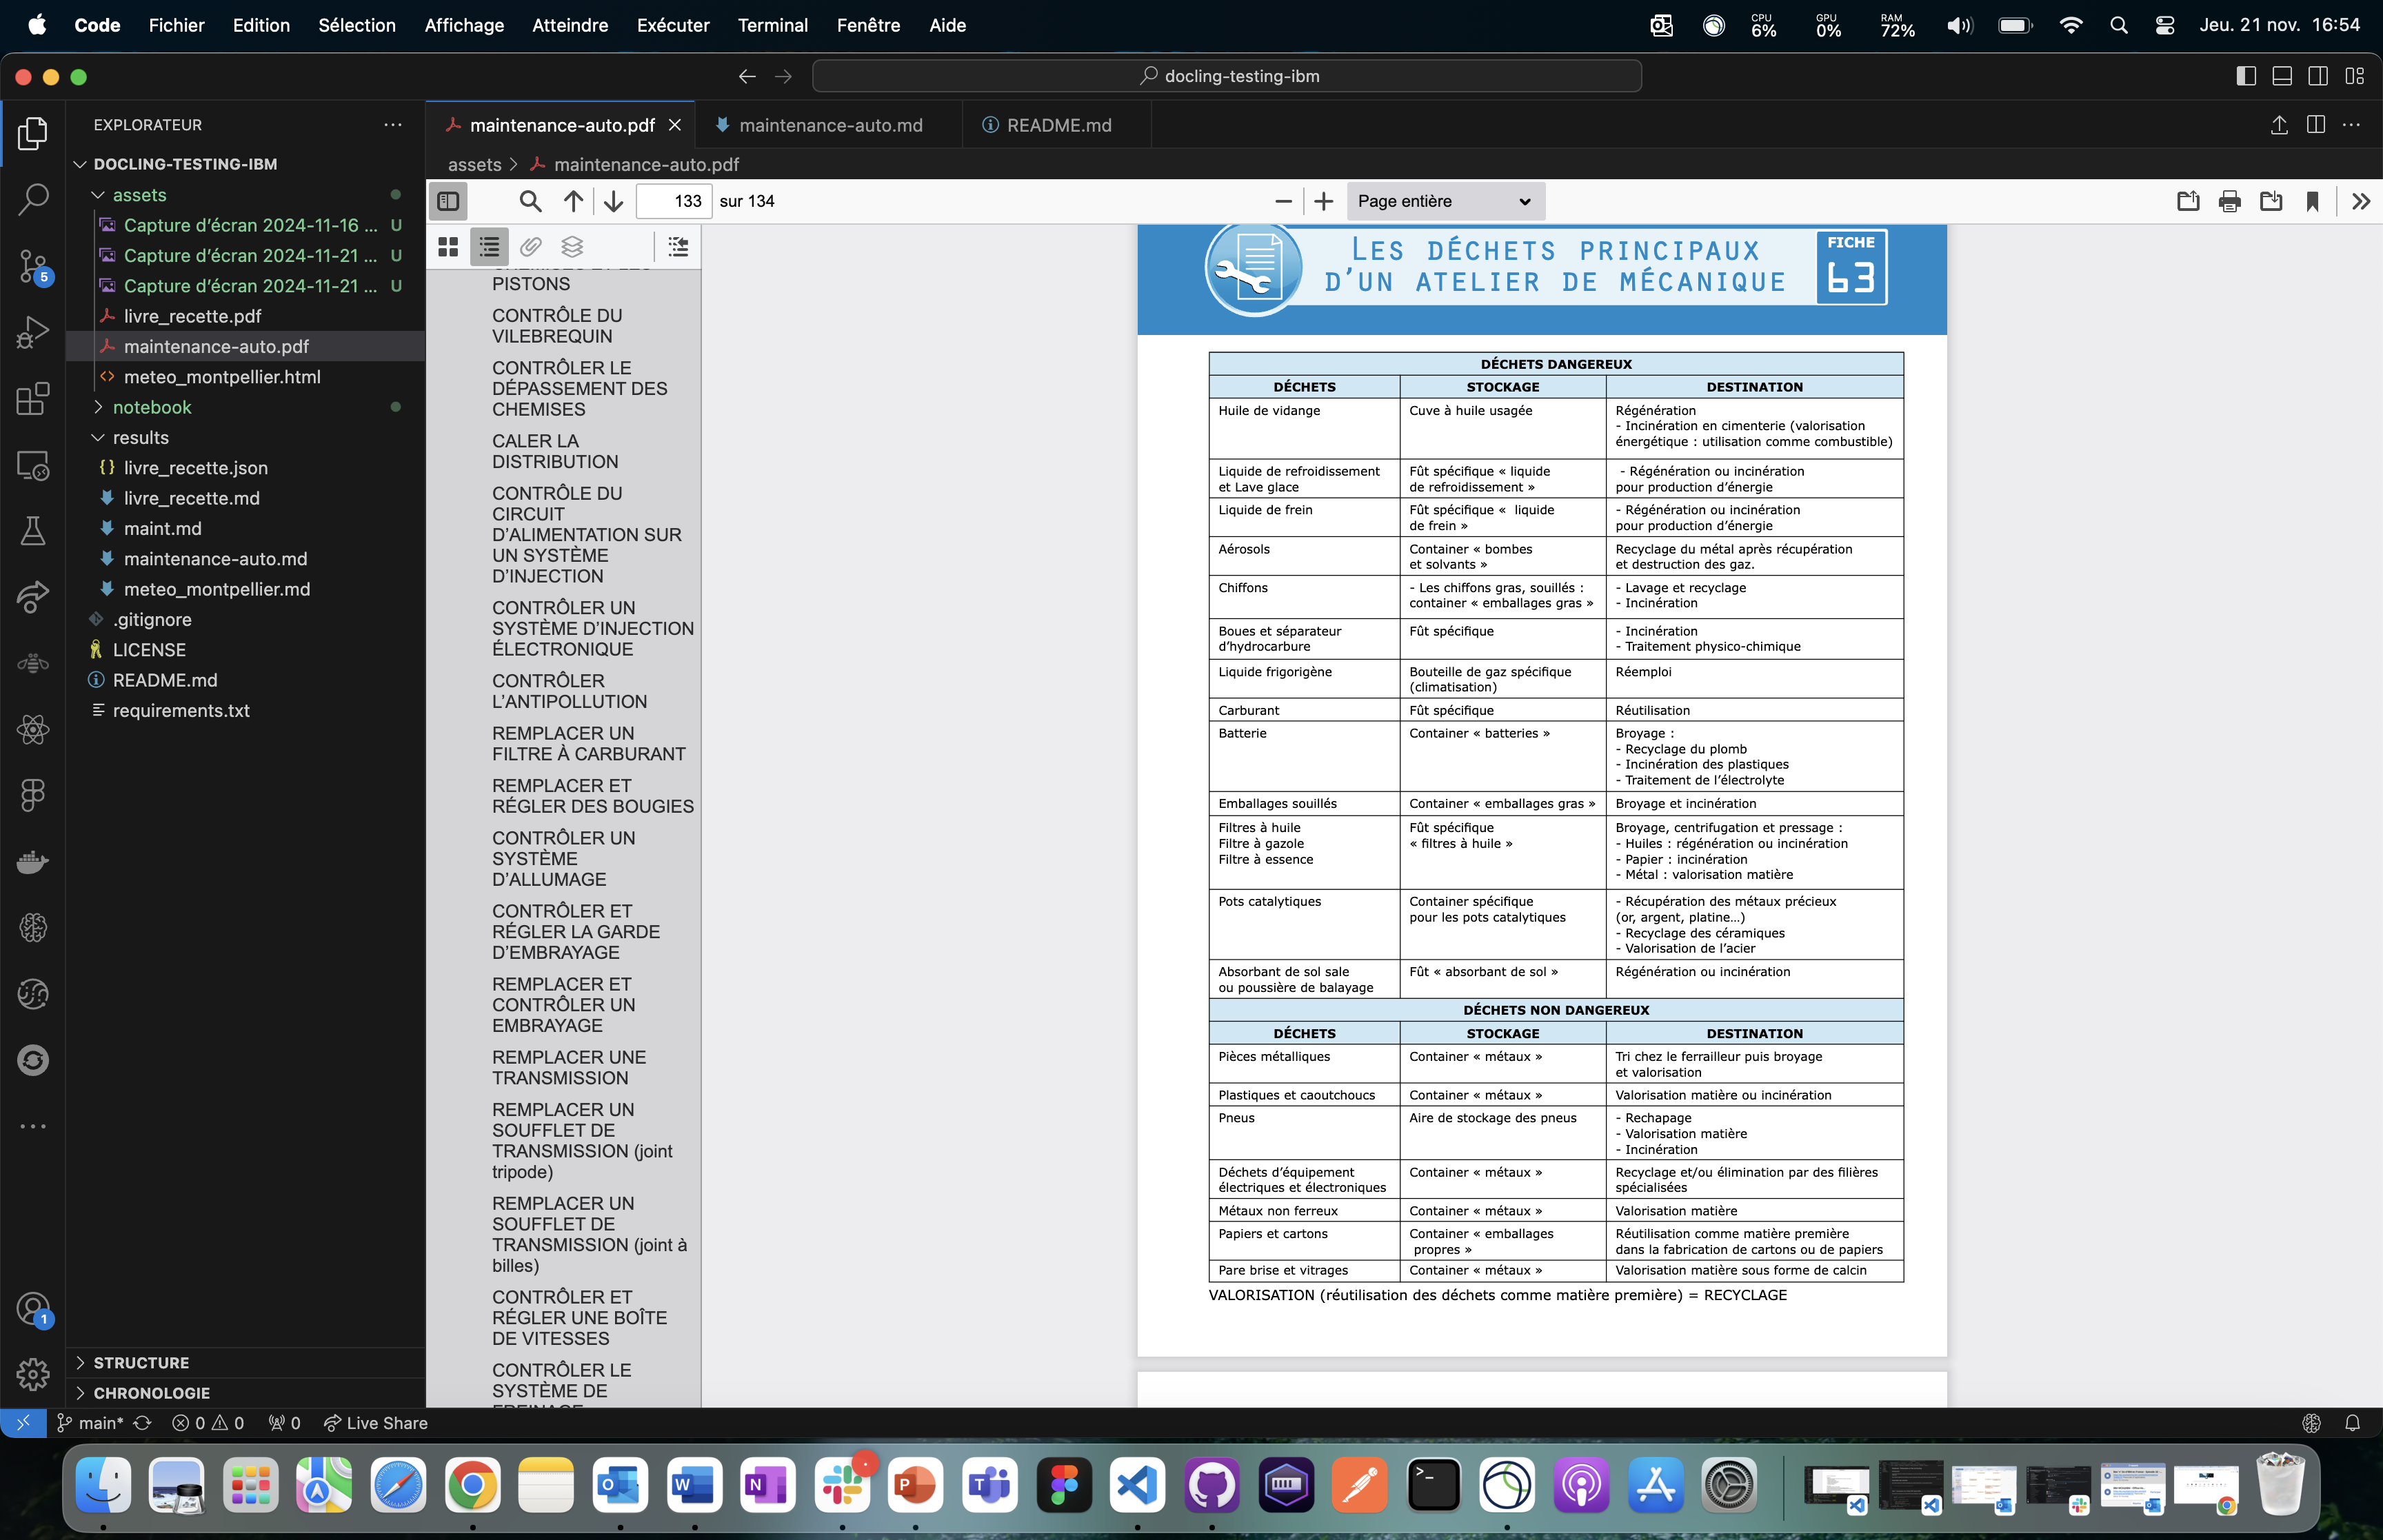 Code Fichier Edition Sélection Affichage Atteindre Exécuter Terminal Fenêtre Aide
CPU 6% GPU 0% RAM 72% Jeu. 21 nov. 16:54
docling-testing-ibm
EXPLORATEUR
DOCLING-TESTING-IBM
assets
Capture d'écran 2024-11-16 ... U
Capture d'écran 2024-11-21 ... U
Capture d'écran 2024-11-21 ... U
livre_recette.pdf
maintenance-auto.pdf
meteo_montpellier.html
notebook
results
livre_recette.json
livre_recette.md
maint.md
maintenance-auto.md
meteo_montpellier.md
.gitignore
LICENSE
README.md
requirements.txt
STRUCTURE
CHRONOLOGIE
5
1
maintenance-auto.pdf
maintenance-auto.md
README.md
assets > maintenance-auto.pdf
133 sur 134
Page entière
PISTONS
CONTRÔLE DU
VILEBREQUIN
CONTRÔLER LE
DÉPASSEMENT DES
CHEMISES
CALER LA
DISTRIBUTION
CONTRÔLE DU
CIRCUIT
D'ALIMENTATION SUR
UN SYSTÈME
D'INJECTION
CONTRÔLER UN
SYSTÈME D'INJECTION
ÉLECTRONIQUE
CONTRÔLER
L'ANTIPOLLUTION
REMPLACER UN
FILTRE À CARBURANT
REMPLACER ET
RÉGLER DES BOUGIES
CONTRÔLER UN
SYSTÈME
D'ALLUMAGE
CONTRÔLER ET
RÉGLER LA GARDE
D'EMBRAYAGE
REMPLACER ET
CONTRÔLER UN
EMBRAYAGE
REMPLACER UNE
TRANSMISSION
REMPLACER UN
SOUFFLET DE
TRANSMISSION (joint
tripode)
REMPLACER UN
SOUFFLET DE
TRANSMISSION (joint à
billes)
CONTRÔLER ET
RÉGLER UNE BOÎTE
DE VITESSES
CONTRÔLER LE
SYSTÈME DE
LES DÉCHETS PRINCIPAUX
D'UN ATELIER DE MÉCANIQUE
FICHE
63
DÉCHETS DANGEREUX
DÉCHETS STOCKAGE DESTINATION
Huile de vidange Cuve à huile usagée Régénération
- Incinération en cimenterie (valorisation
énergétique : utilisation comme combustible)
Liquide de refroidissement Fût spécifique « liquide - Régénération ou incinération
et Lave glace de refroidissement » pour production d'énergie
Liquide de frein Fût spécifique « liquide - Régénération ou incinération
de frein » pour production d'énergie
Aérosols Container « bombes Recyclage du métal après récupération
et solvants » et destruction des gaz.
Chiffons - Les chiffons gras, souillés : - Lavage et recyclage
container « emballages gras » - Incinération
Boues et séparateur Fût spécifique - Incinération
d'hydrocarbure - Traitement physico-chimique
Liquide frigorigène Bouteille de gaz spécifique Réemploi
(climatisation)
Carburant Fût spécifique Réutilisation
Batterie Container « batteries » Broyage :
- Recyclage du plomb
- Incinération des plastiques
- Traitement de l'électrolyte
Emballages souillés Container « emballages gras » Broyage et incinération
Filtres à huile Fût spécifique Broyage, centrifugation et pressage :
Filtre à gazole « filtres à huile » - Huiles : régénération ou incinération
Filtre à essence - Papier : incinération
- Métal : valorisation matière
Pots catalytiques Container spécifique - Récupération des métaux précieux
pour les pots catalytiques (or, argent, platine...)
- Recyclage des céramiques
- Valorisation de l'acier
Absorbant de sol sale Fût « absorbant de sol » Régénération ou incinération
ou poussière de balayage
DÉCHETS NON DANGEREUX
DÉCHETS STOCKAGE DESTINATION
Pièces métalliques Container « métaux » Tri chez le ferrailleur puis broyage
et valorisation
Plastiques et caoutchoucs Container « métaux » Valorisation matière ou incinération
Pneus Aire de stockage des pneus - Rechapage
- Valorisation matière
- Incinération
Déchets d'équipement Container « métaux » Recyclage et/ou élimination par des filières
électriques et électroniques spécialisées
Métaux non ferreux Container « métaux » Valorisation matière
Papiers et cartons Container « emballages Réutilisation comme matière première
propres » dans la fabrication de cartons ou de papiers
Pare brise et vitrages Container « métaux » Valorisation matière sous forme de calcin
VALORISATION (réutilisation des déchets comme matière première) = RECYCLAGE
main* 0 0 0 Live Share